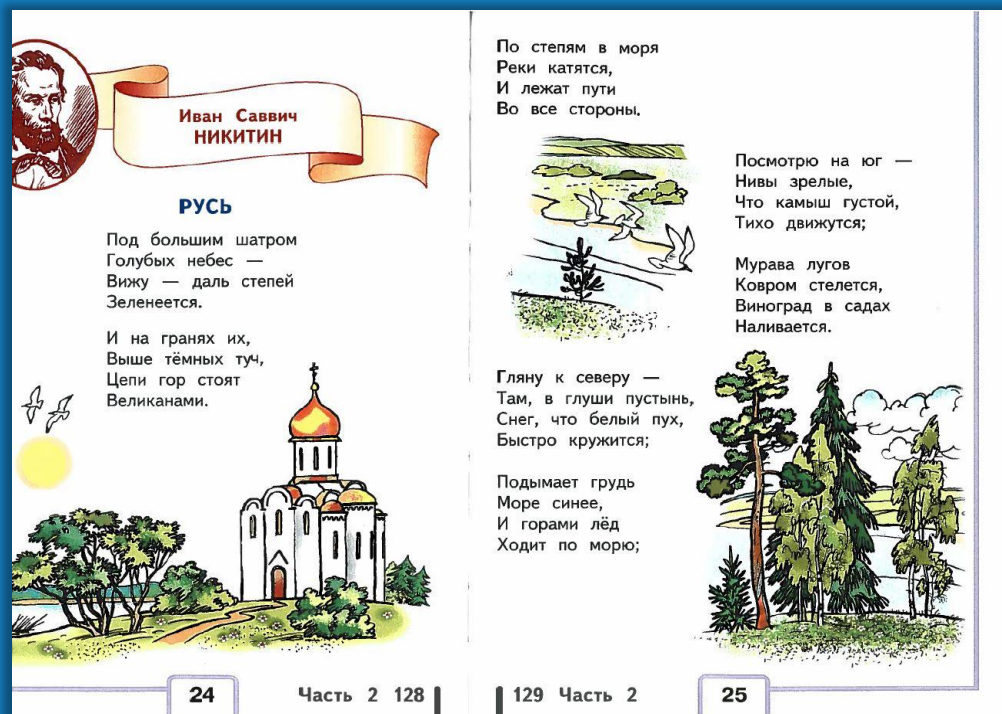 Иван Саввич
НИКИТИН
РУСЬ
Под большим шатром
Голубых небес —
Вижу — даль степей
Зеленеется.
И на гранях их,
Выше тёмных туч,
Цепи гор стоят
Великанами.
24
Часть 2 128
По степям в моря
Реки катятся,
И лежат пути
Во все стороны.
Посмотрю на юг —
Нивы зрелые,
Что камыш густой,
Тихо движутся;
Мурава лугов
Ковром стелется,
Виноград в садах
Наливается.
Гляну к северу —
Там, в глуши пустынь,
Снег, что белый пух,
Быстро кружится;
Подымает грудь
Море синее,
И горами лёд
Ходит по морю;
129 Часть 2
25